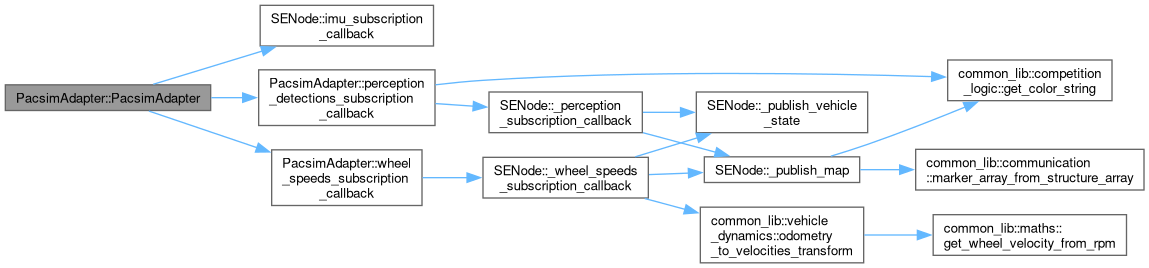 PacsimAdapter::PacsimAdapter
SENode::imu_subscription
_callback
PacsimAdapter::perception
_detections_subscription
_callback
PacsimAdapter::wheel
_speeds_subscription
_callback
SENode::_perception
_subscription_callback
SENode::_wheel_speeds
_subscription_callback
SENode::_publish_vehicle
_state
SENode::_publish_map
common_lib::vehicle
_dynamics::odometry
_to_velocities_transform
common_lib::competition
_logic::get_color_string
common_lib::communication
::marker_array_from_structure_array
common_lib::maths::
get_wheel_velocity_from_rpm